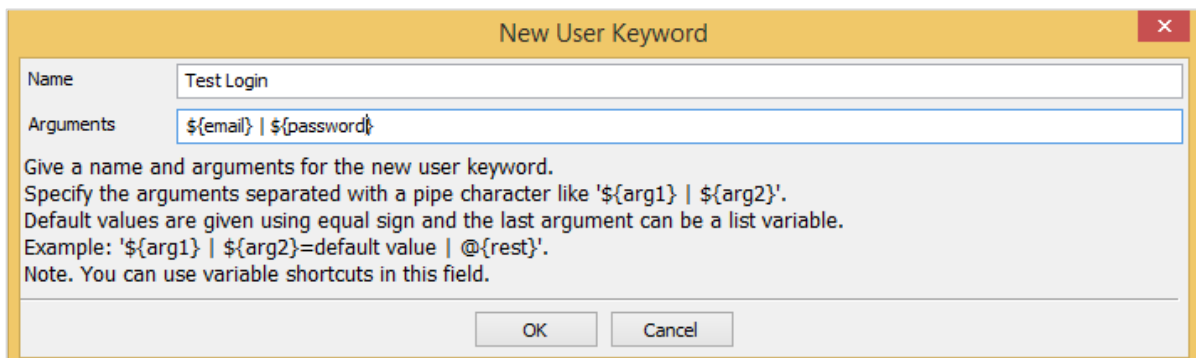 New User Keyword
Name
Test Login
Arguments
${email} | ${password}
Give a name and arguments for the new user keyword.
Specify the arguments separated with a pipe character like '${arg1} | ${arg2}'.
Default values are given using equal sign and the last argument can be a list variable.
Example: '${arg1} | ${arg2}=default value | @{rest}'.
Note. You can use variable shortcuts in this field.
OK
Cancel